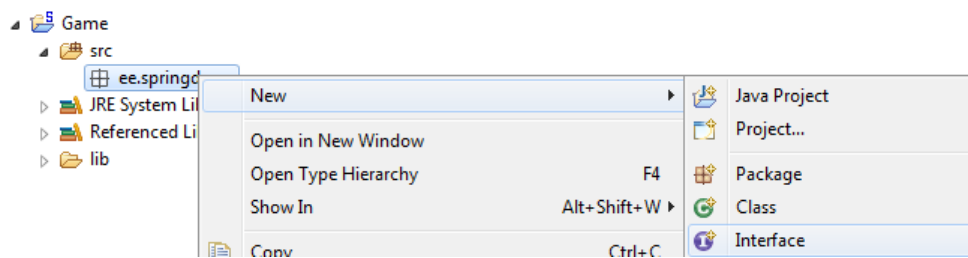 Game
src
ee.springd
JRE System Li
Referenced Li
lib
New
Open in New Window
Open Type Hierarchy F4
Show In Alt+Shift+W
Copy Ctrl+C
Java Project
Project...
Package
Class
Interface